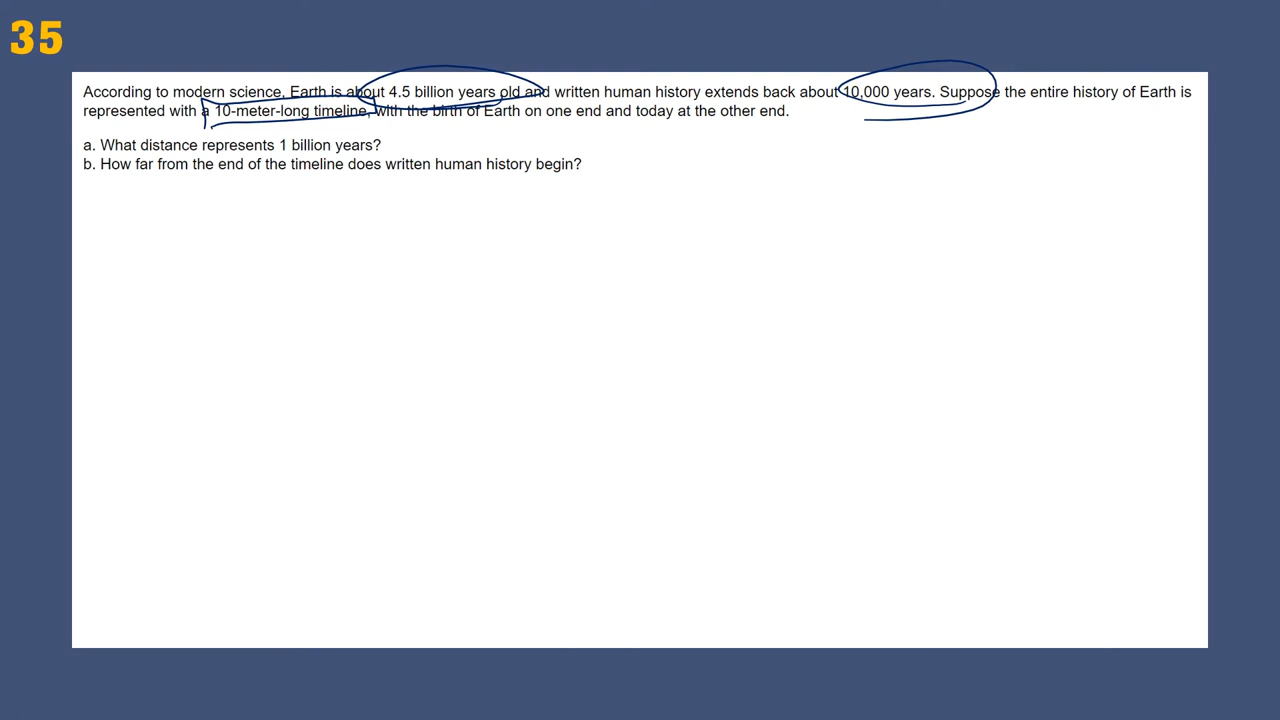 35
According to modern science, Earth is about 4.5 billion years old and written human history extends back about 10,000 years. Suppose the entire history of Earth is
represented with a 10-meter-long timeline, with the birth of Earth on one end and today at the other end.
a. What distance represents 1 billion years?
b. How far from the end of the timeline does written human history begin?